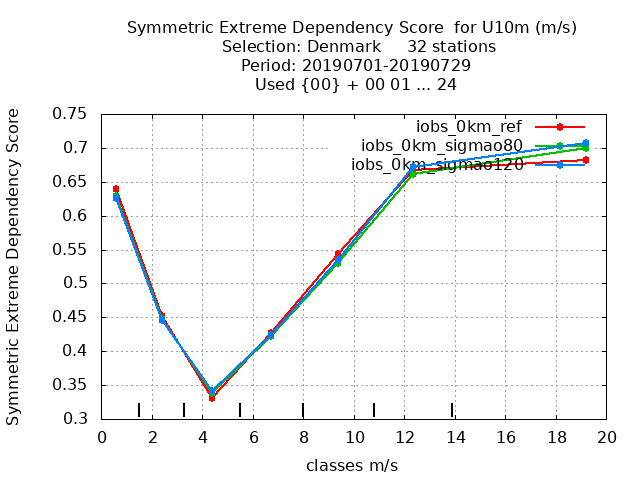 Symmetric Extreme Dependency Score  for U10m (m/s)
Selection: Denmark     32 stations
Period: 20190701-20190729
Used {00} + 00 01 ... 24
Symmetric Extreme Dependency Score
0.75
0.7
0.65
0.6
0.55
0.5
0.45
0.4
0.35
0.3
iobs_0km_ref
iobs_0km_sigmao80
iobs_0km_sigmao120
0 2 4 6 8 10 12 14 16 18 20
classes m/s